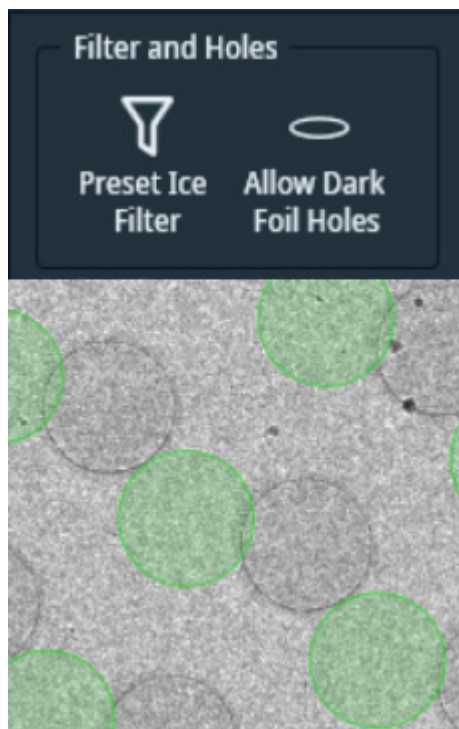 Filter and Holes
Preset Ice
Filter
Allow Dark
Foil Holes